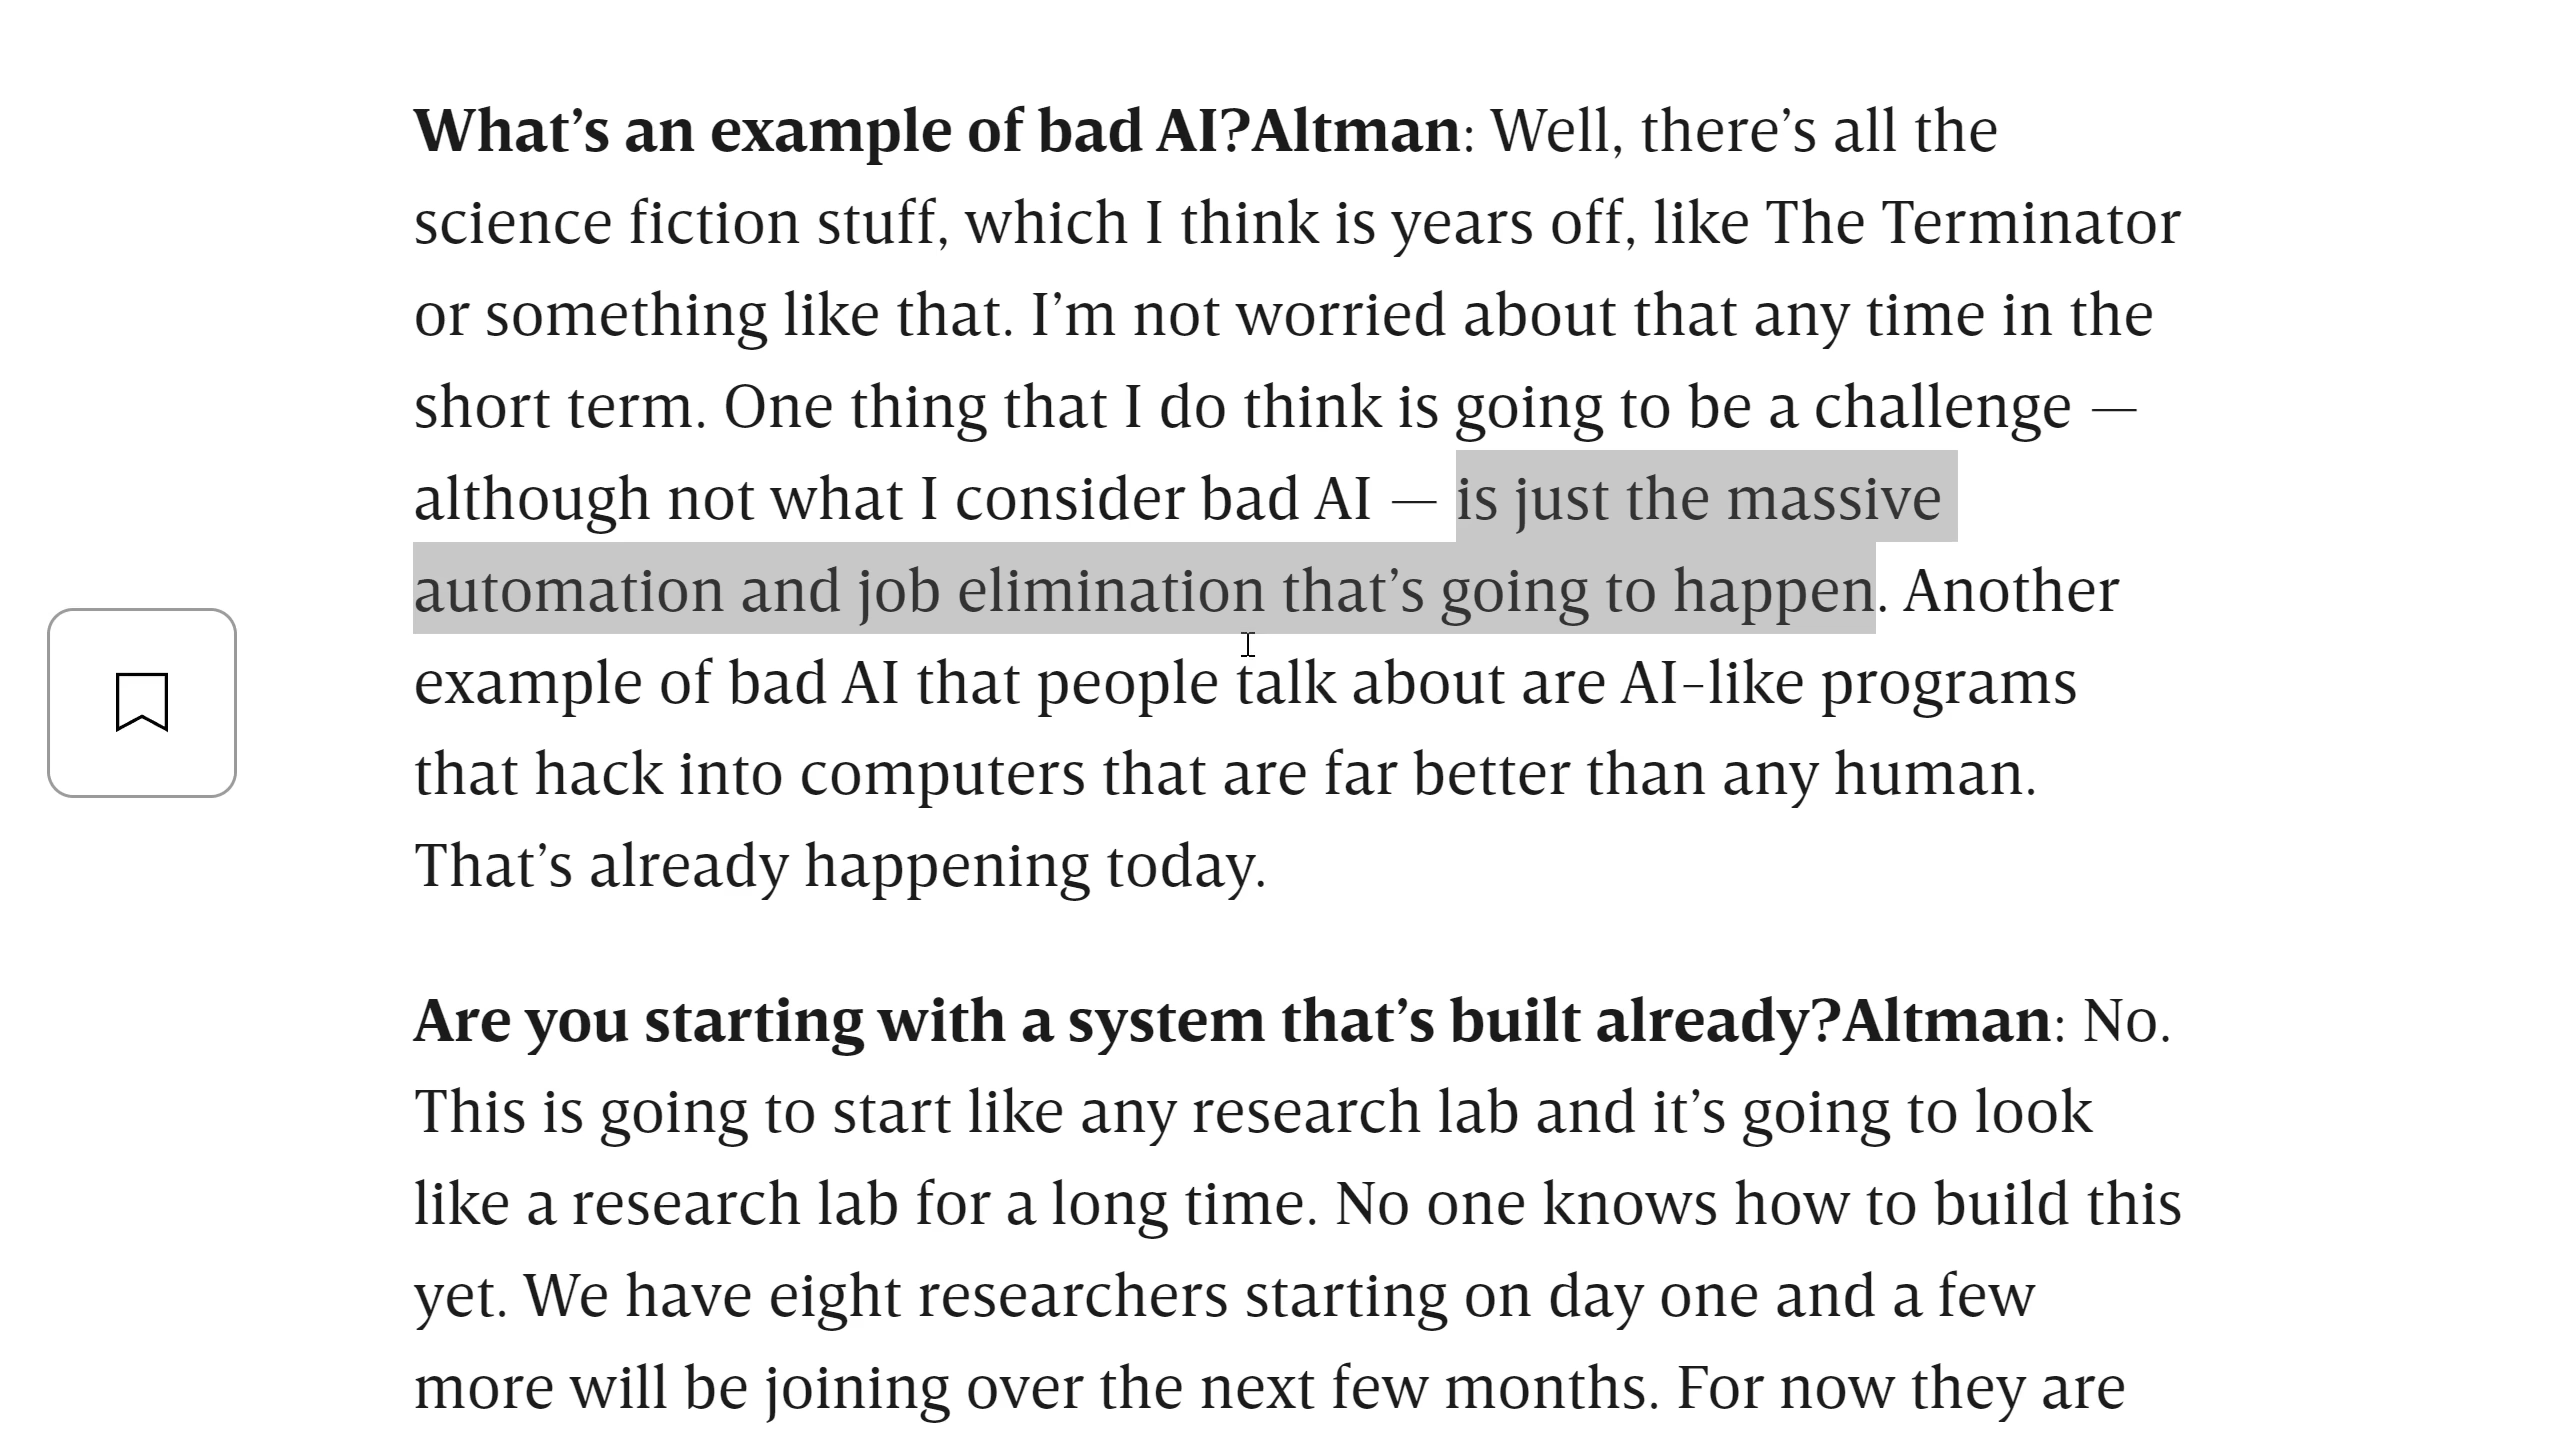 What’s an example of bad AI?Altman: Well, there’s all the
science fiction stuff, which I think is years off, like The Terminator
or something like that. I’m not worried about that any time in the
short term. One thing that I do think is going to be a challenge —
although not what I consider bad AI — is just the massive
automation and job elimination that’s going to happen. Another
example of bad AI that people talk about are AI-like programs
that hack into computers that are far better than any human.
That’s already happening today.
Are you starting with a system that’s built already?Altman: No.
This is going to start like any research lab and it’s going to look
like a research lab for a long time. No one knows how to build this
yet. We have eight researchers starting on day one and a few
more will be joining over the next few months. For now they are